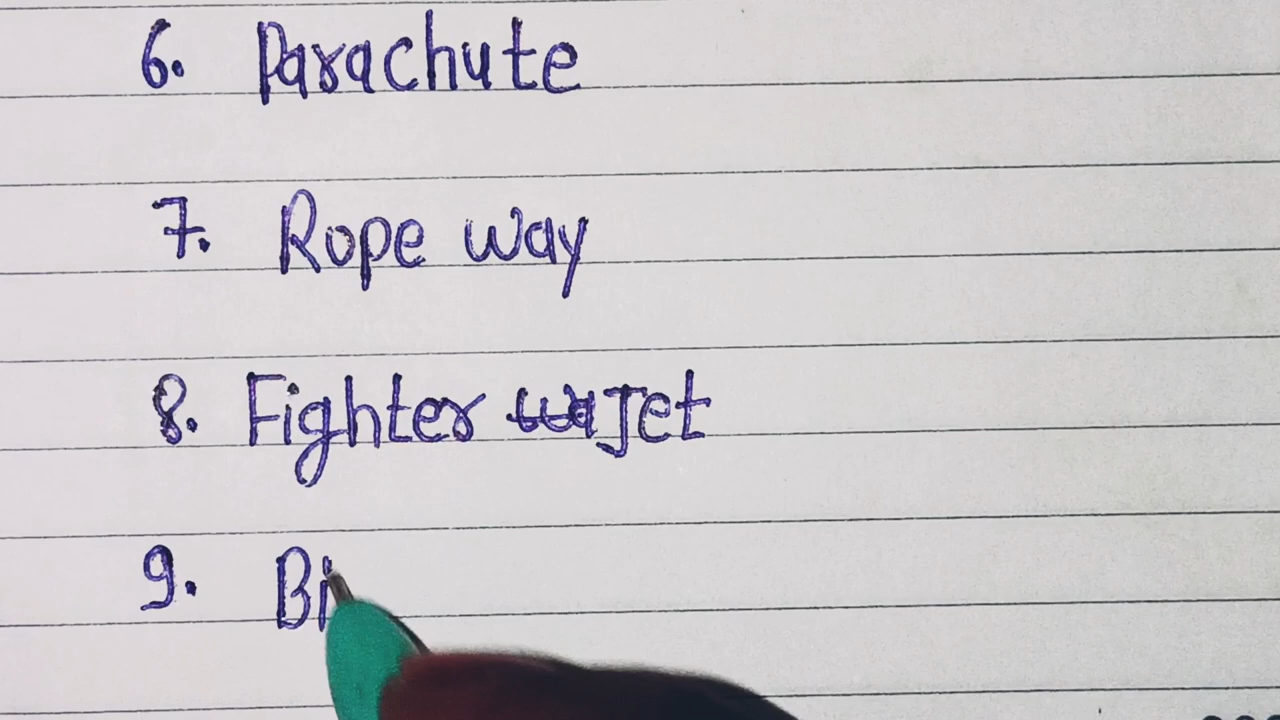 6. Parachute
7. Rope way
8. Fighter Jet
9. Bi